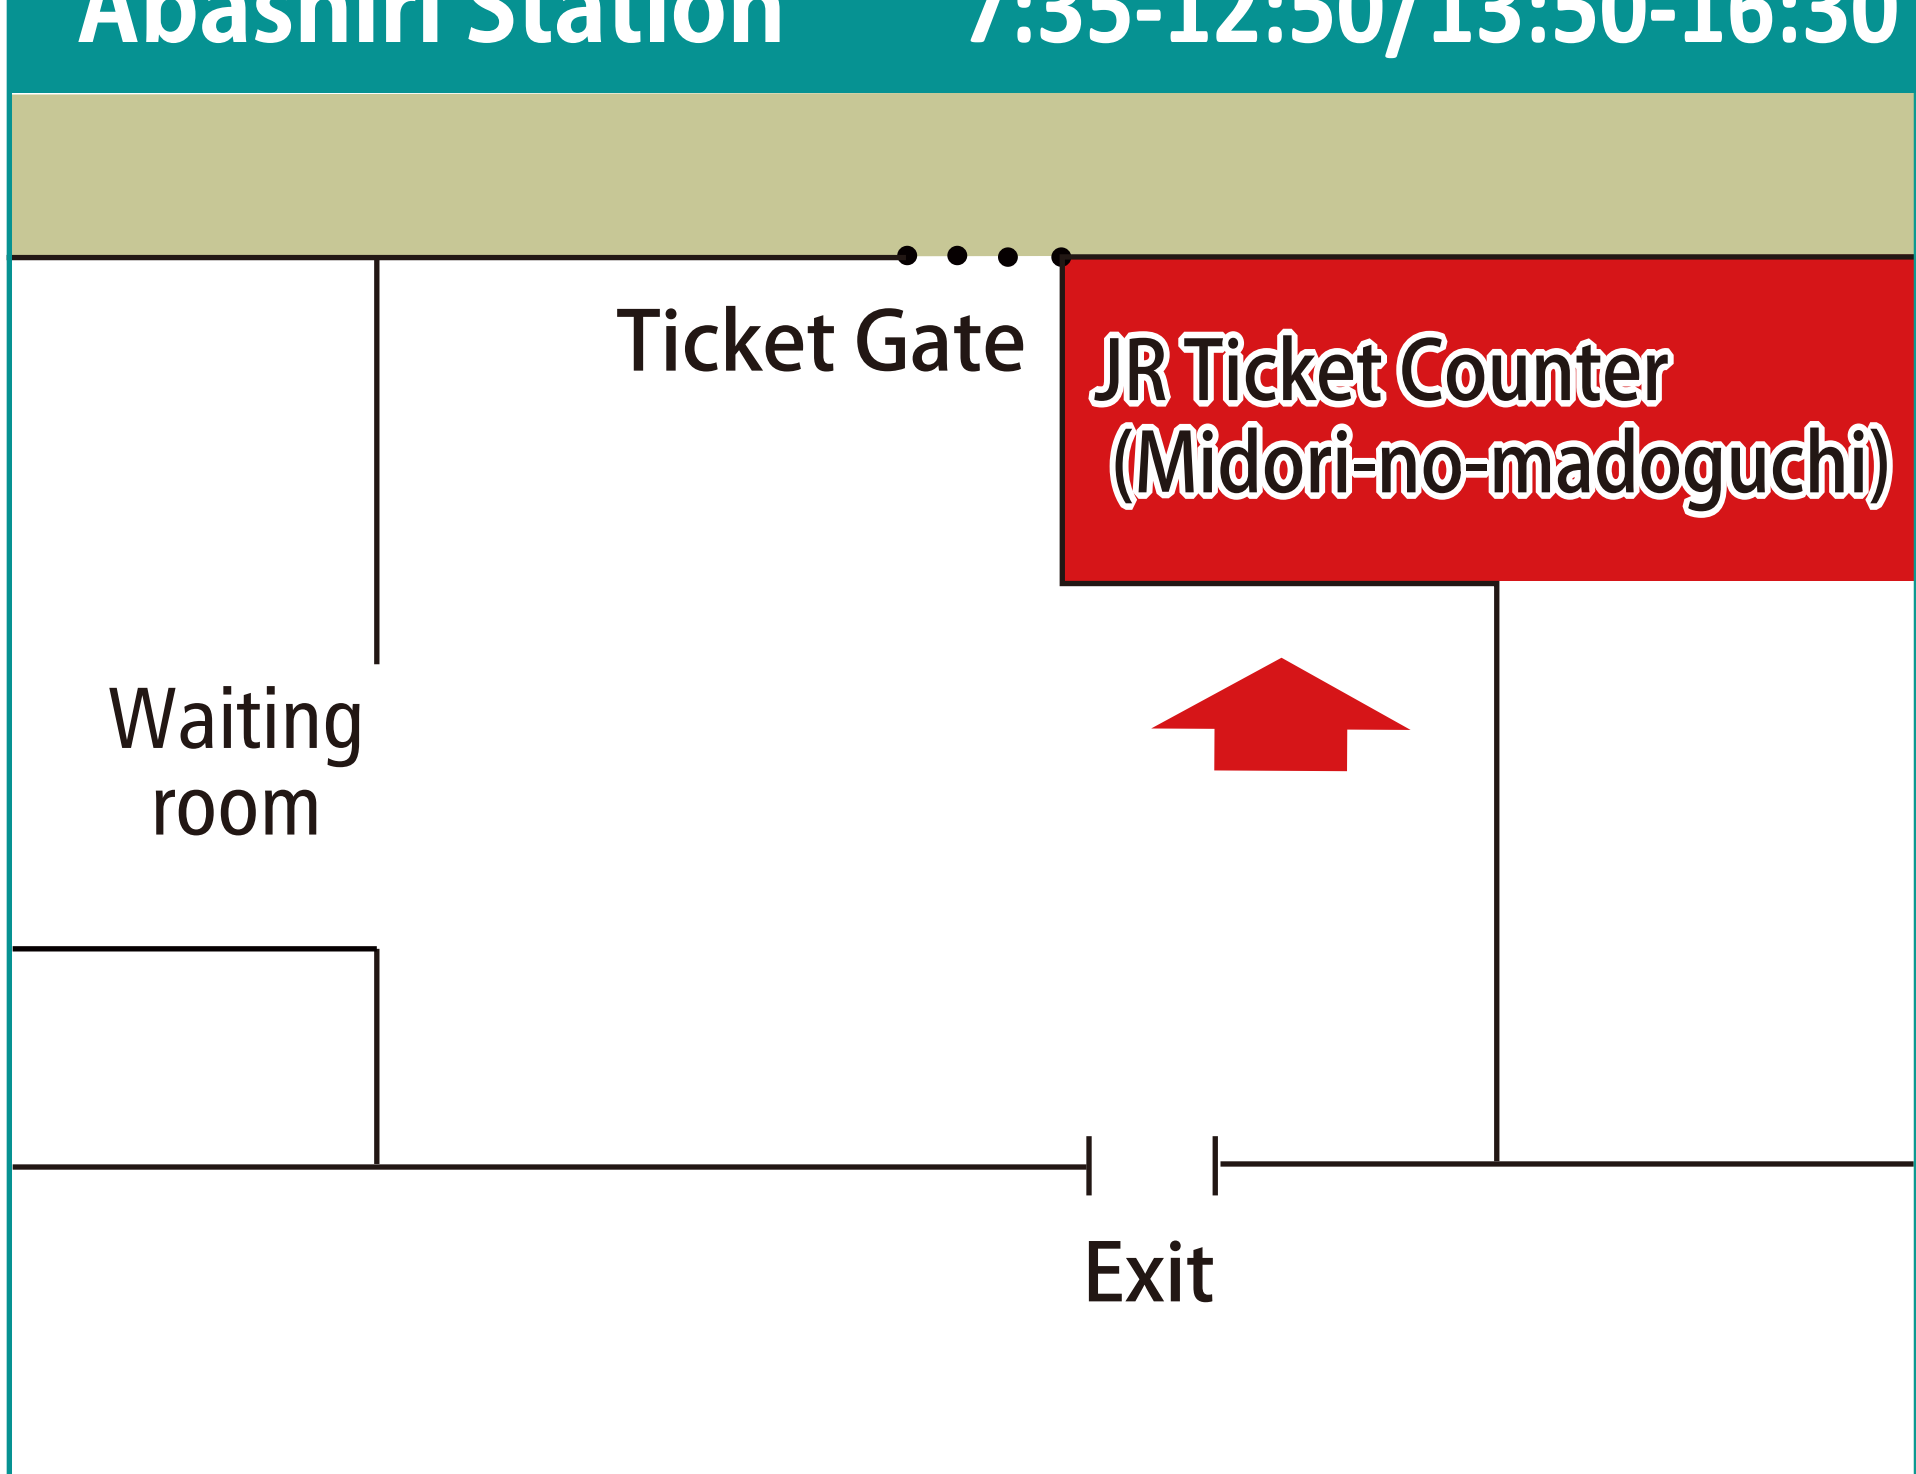 Abashiri Station 7:35-12:50/13:50-16:30
Ticket Gate
JR Ticket Counter
(Midori-no-madoguchi)
Waiting
room
Exit